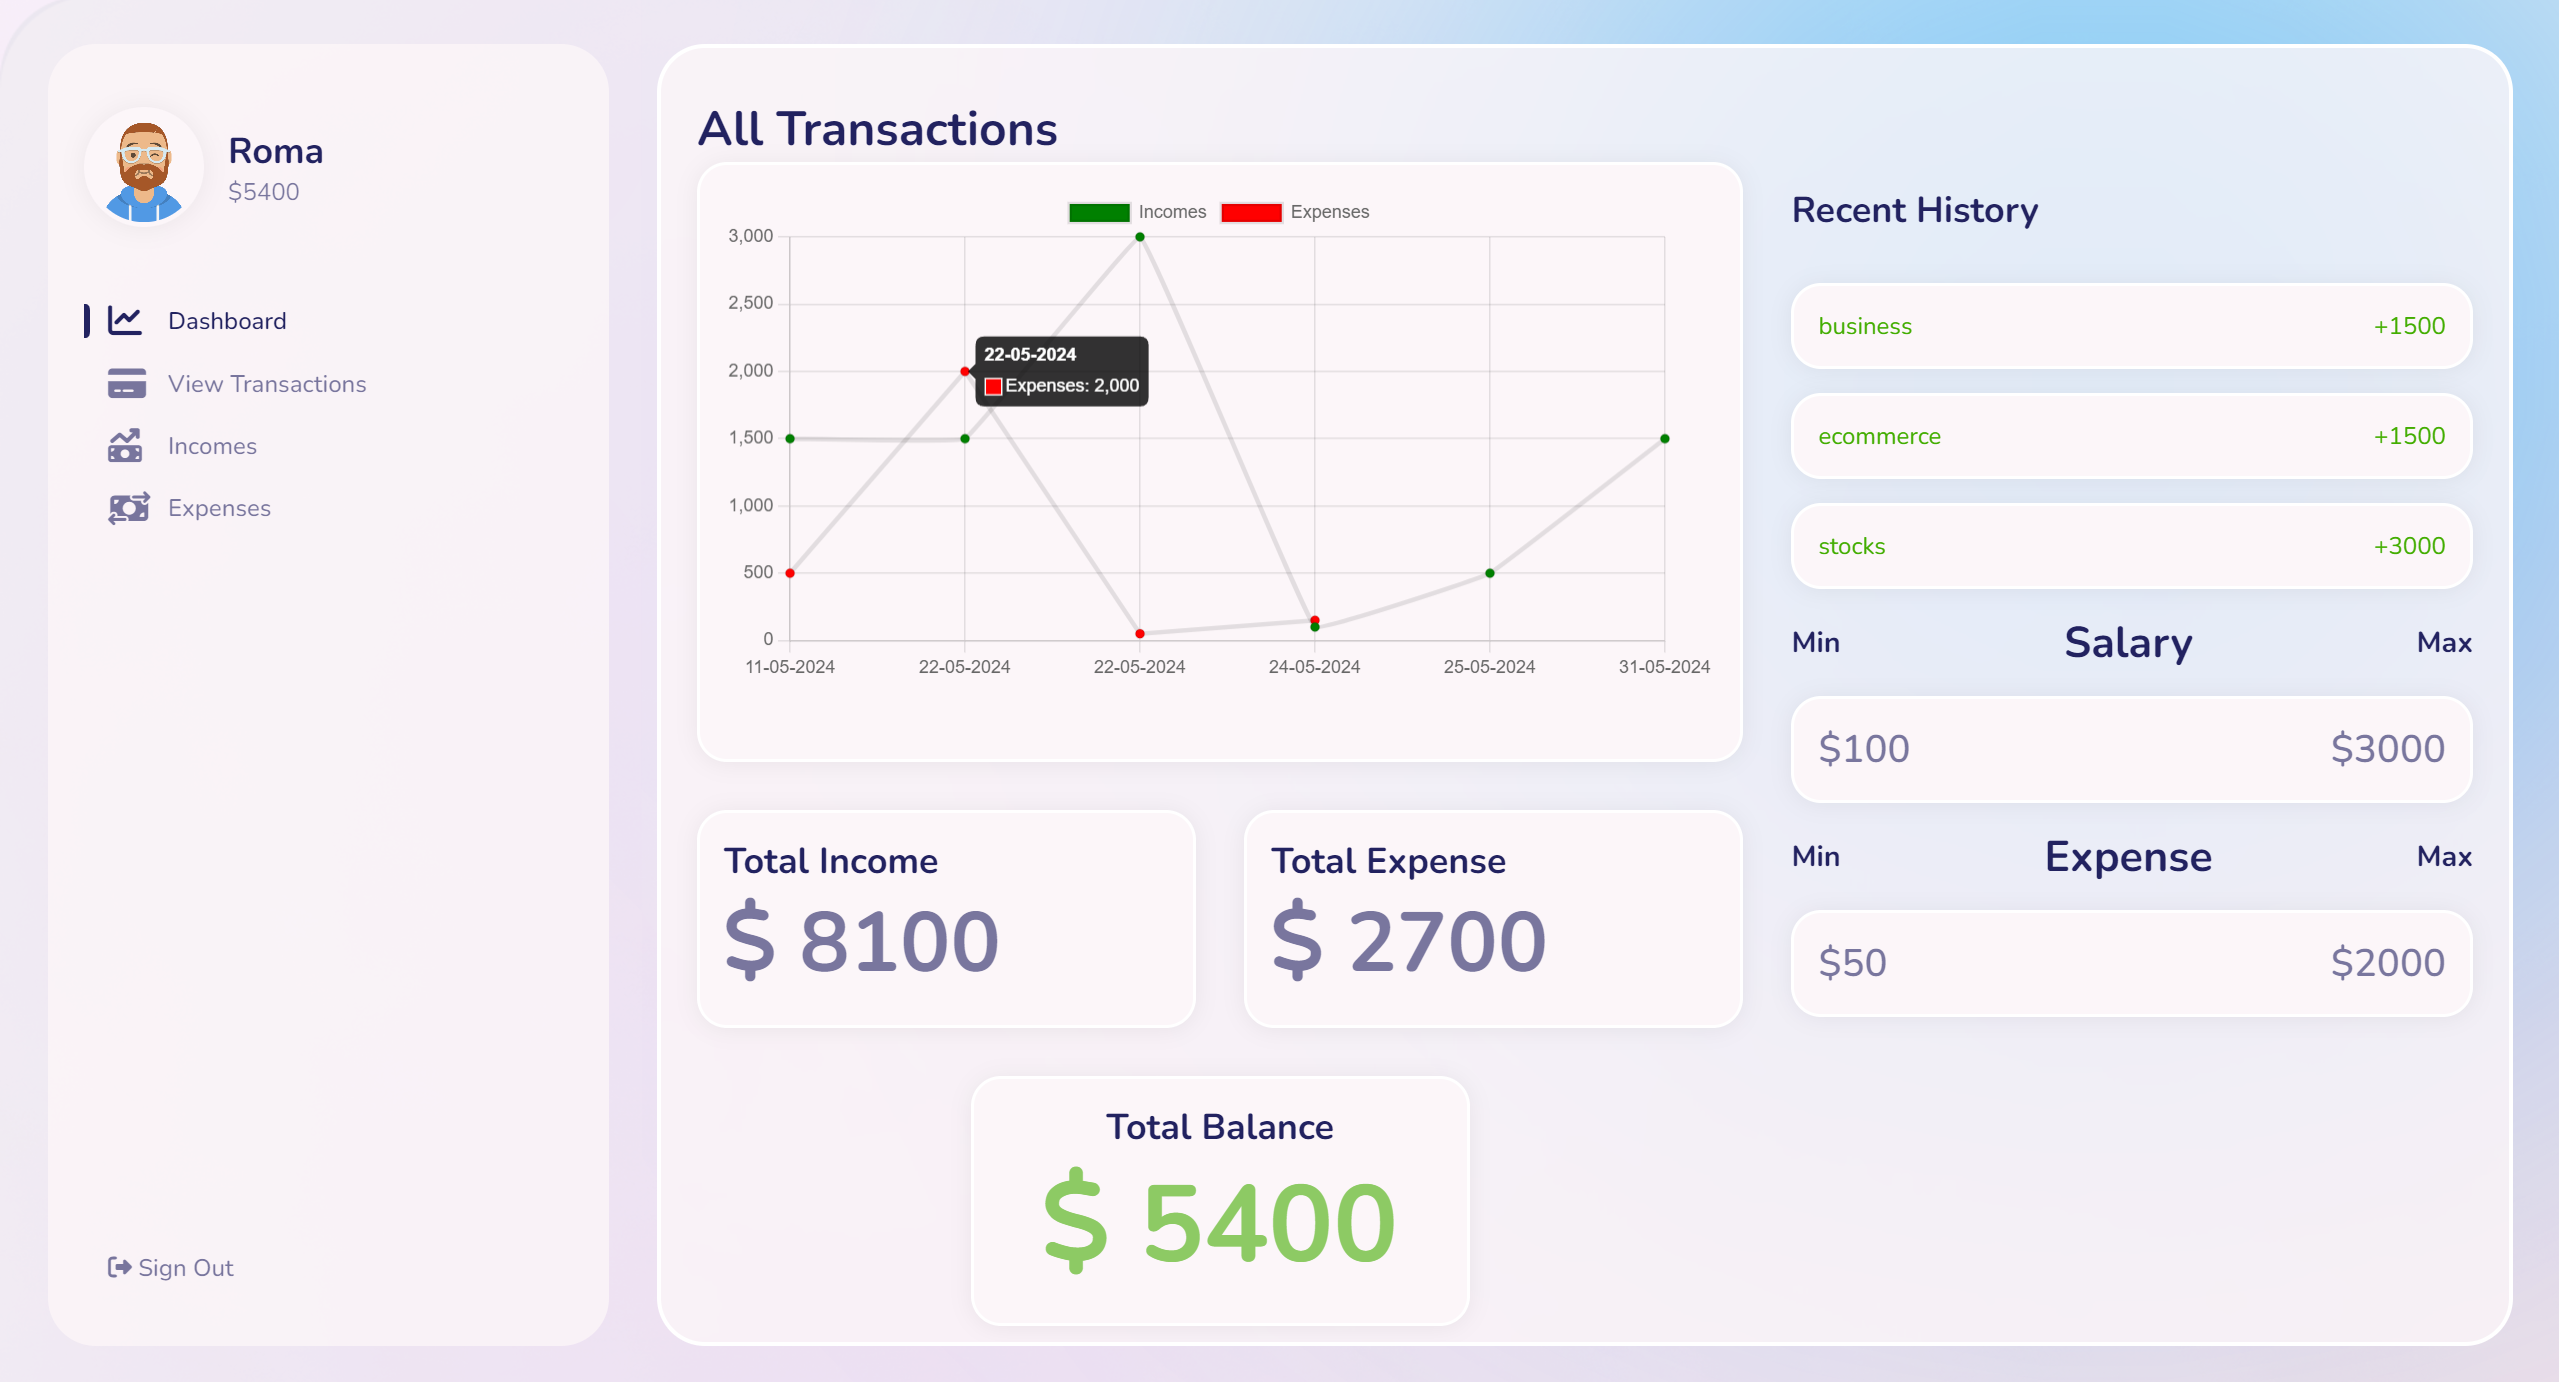 Roma
$5400
Dashboard
View Transactions
Incomes
Expenses
Sign Out
All Transactions
Incomes Expenses
3,000
2,500
2,000
1,500
1,000
500
0
22-05-2024
Expenses: 2,000
11-05-2024 22-05-2024 22-05-2024 24-05-2024 25-05-2024 31-05-2024
Total Income
$ 8100
Total Expense
$ 2700
Total Balance
$ 5400
Recent History
business +1500
ecommerce +1500
stocks +3000
Min Salary Max
$100 $3000
Min Expense Max
$50 $2000